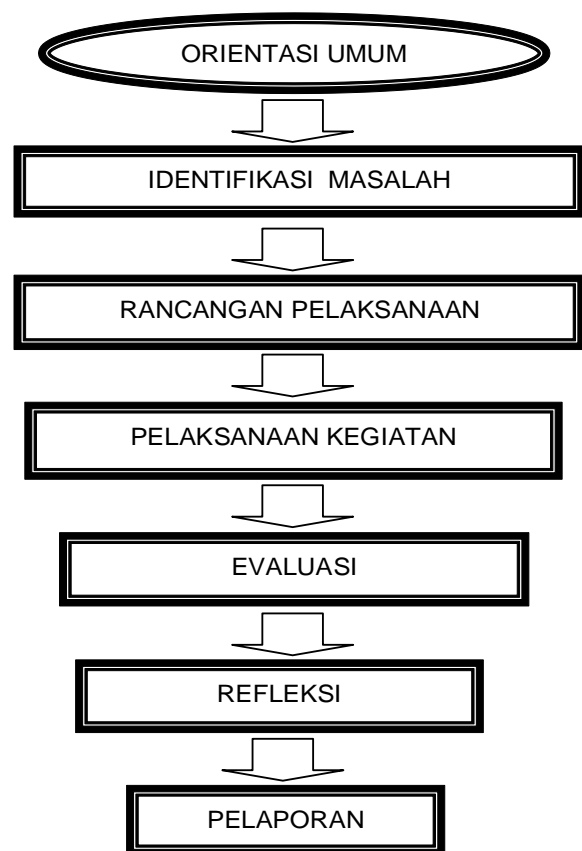 ORIENTASI UMUM
IDENTIFIKASI MASALAH
RANCANGAN PELAKSANAAN
PELAKSANAAN KEGIATAN
EVALUASI
REFLEKSI
PELAPORAN